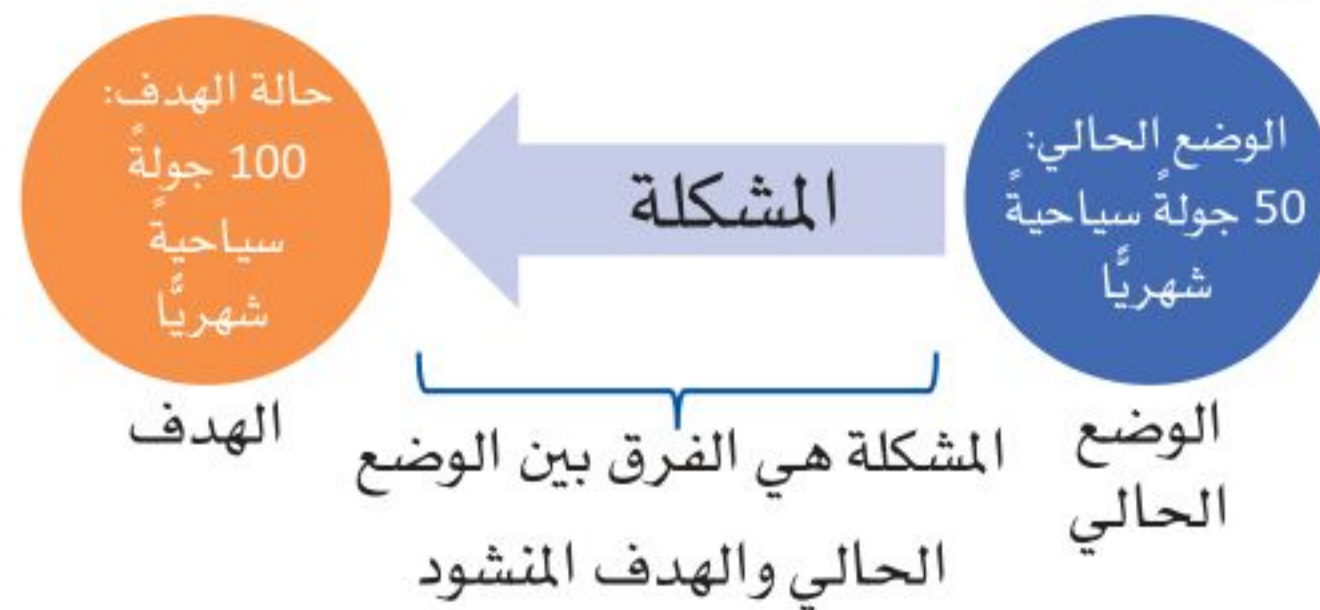 الوضع الحالي:
50 جولةً سياحيةً
شهريًّا
المشكلة
حالة الهدف:
100 جولةً
سياحيةً
شهريًّا
الوضع
الحالي
المشكلة هي الفرق بين الوضع
الحالي والهدف المنشود
الهدف